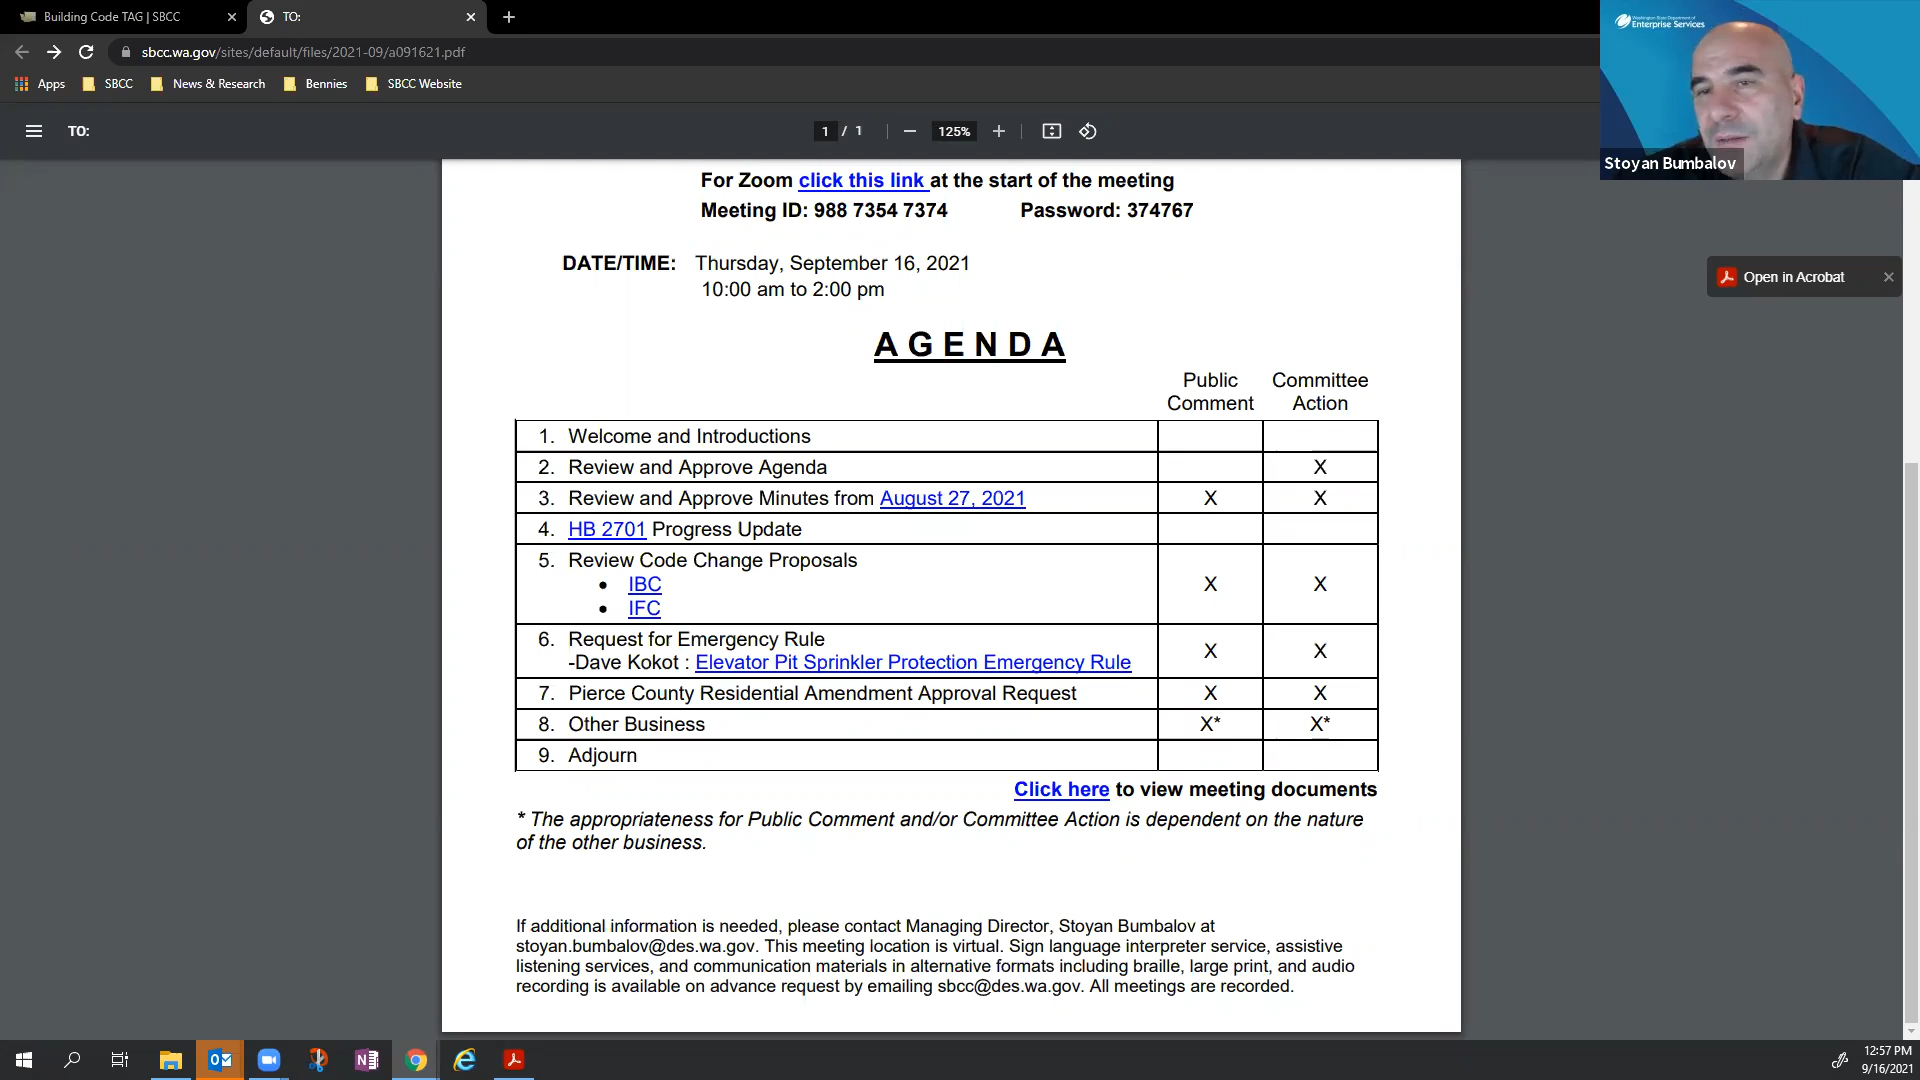 Building Code TAG | SBCC
TO:
sbcc.wa.gov/sites/default/files/2021-09/a091621.pdf
Apps
SBCC
News & Research
Bennies
SBCC Website
TO:
1 / 1
125%
Washington State Department of
Enterprise Services
Stoyan Bumbalov
Open in Acrobat
For Zoom click this link at the start of the meeting
Meeting ID: 988 7354 7374 Password: 374767
DATE/TIME: Thursday, September 16, 2021
10:00 am to 2:00 pm
AGENDA
Public Committee
Comment Action
1. Welcome and Introductions
2. Review and Approve Agenda X
3. Review and Approve Minutes from August 27, 2021 X X
4. HB 2701 Progress Update
5. Review Code Change Proposals
• IBC X X
• IFC
6. Request for Emergency Rule
-Dave Kokot : Elevator Pit Sprinkler Protection Emergency Rule X X
7. Pierce County Residential Amendment Approval Request X X
8. Other Business X* X*
9. Adjourn
Click here to view meeting documents
* The appropriateness for Public Comment and/or Committee Action is dependent on the nature
of the other business.
If additional information is needed, please contact Managing Director, Stoyan Bumbalov at
stoyan.bumbalov@des.wa.gov. This meeting location is virtual. Sign language interpreter service, assistive
listening services, and communication materials in alternative formats including braille, large print, and audio
recording is available on advance request by emailing sbcc@des.wa.gov. All meetings are recorded.
12:57 PM
9/16/2021